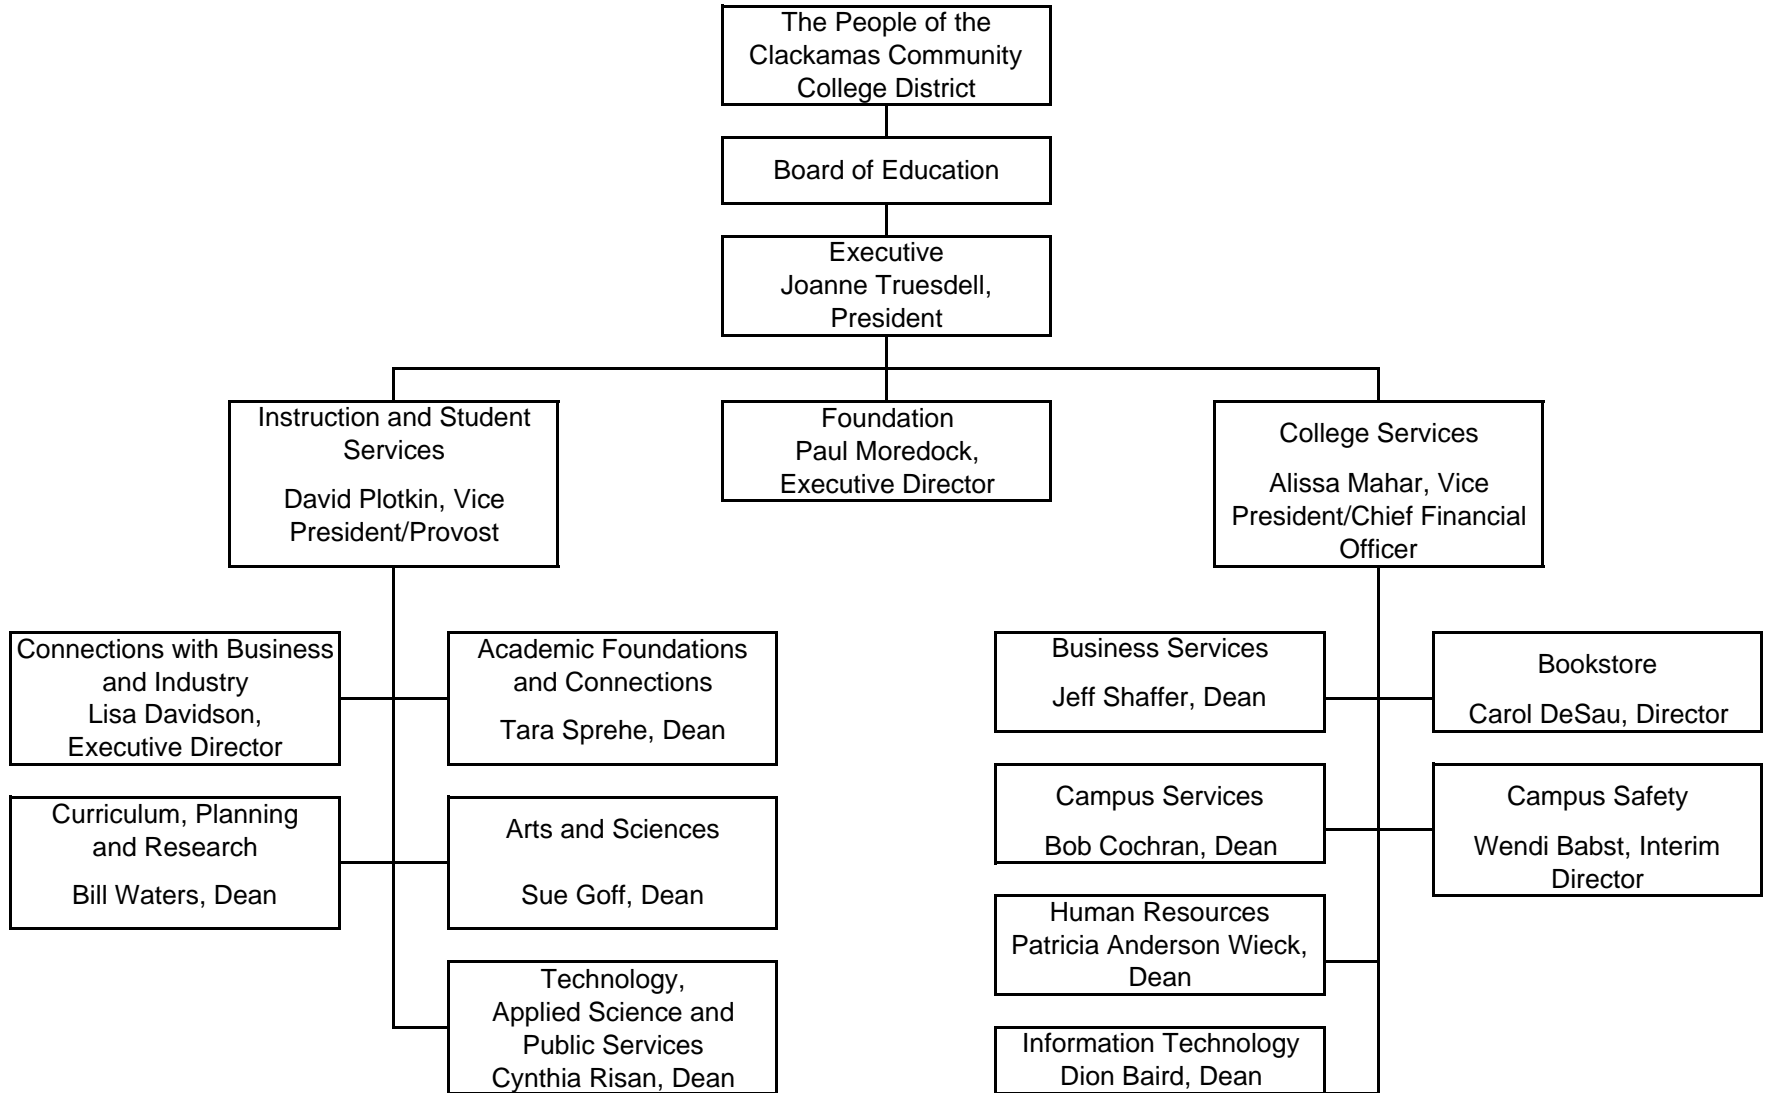 The People of the
Clackamas Community
College District
Board of Education
Executive
Joanne Truesdell,
President
Instruction and Student
Services
David Plotkin, Vice
President/Provost
Foundation
Paul Moredock,
Executive Director
College Services
Alissa Mahar, Vice
President/Chief Financial
Officer
Connections with Business
and Industry
Lisa Davidson,
Executive Director
Academic Foundations
and Connections
Tara Sprehe, Dean
Business Services
Jeff Shaffer, Dean
Bookstore
Carol DeSau, Director
Curriculum, Planning
and Research
Bill Waters, Dean
Arts and Sciences
Sue Goff, Dean
Campus Services
Bob Cochran, Dean
Campus Safety
Wendi Babst, Interim
Director
Human Resources
Patricia Anderson Wieck,
Dean
Technology,
Applied Science and
Public Services
Cynthia Risan, Dean
Information Technology
Dion Baird, Dean